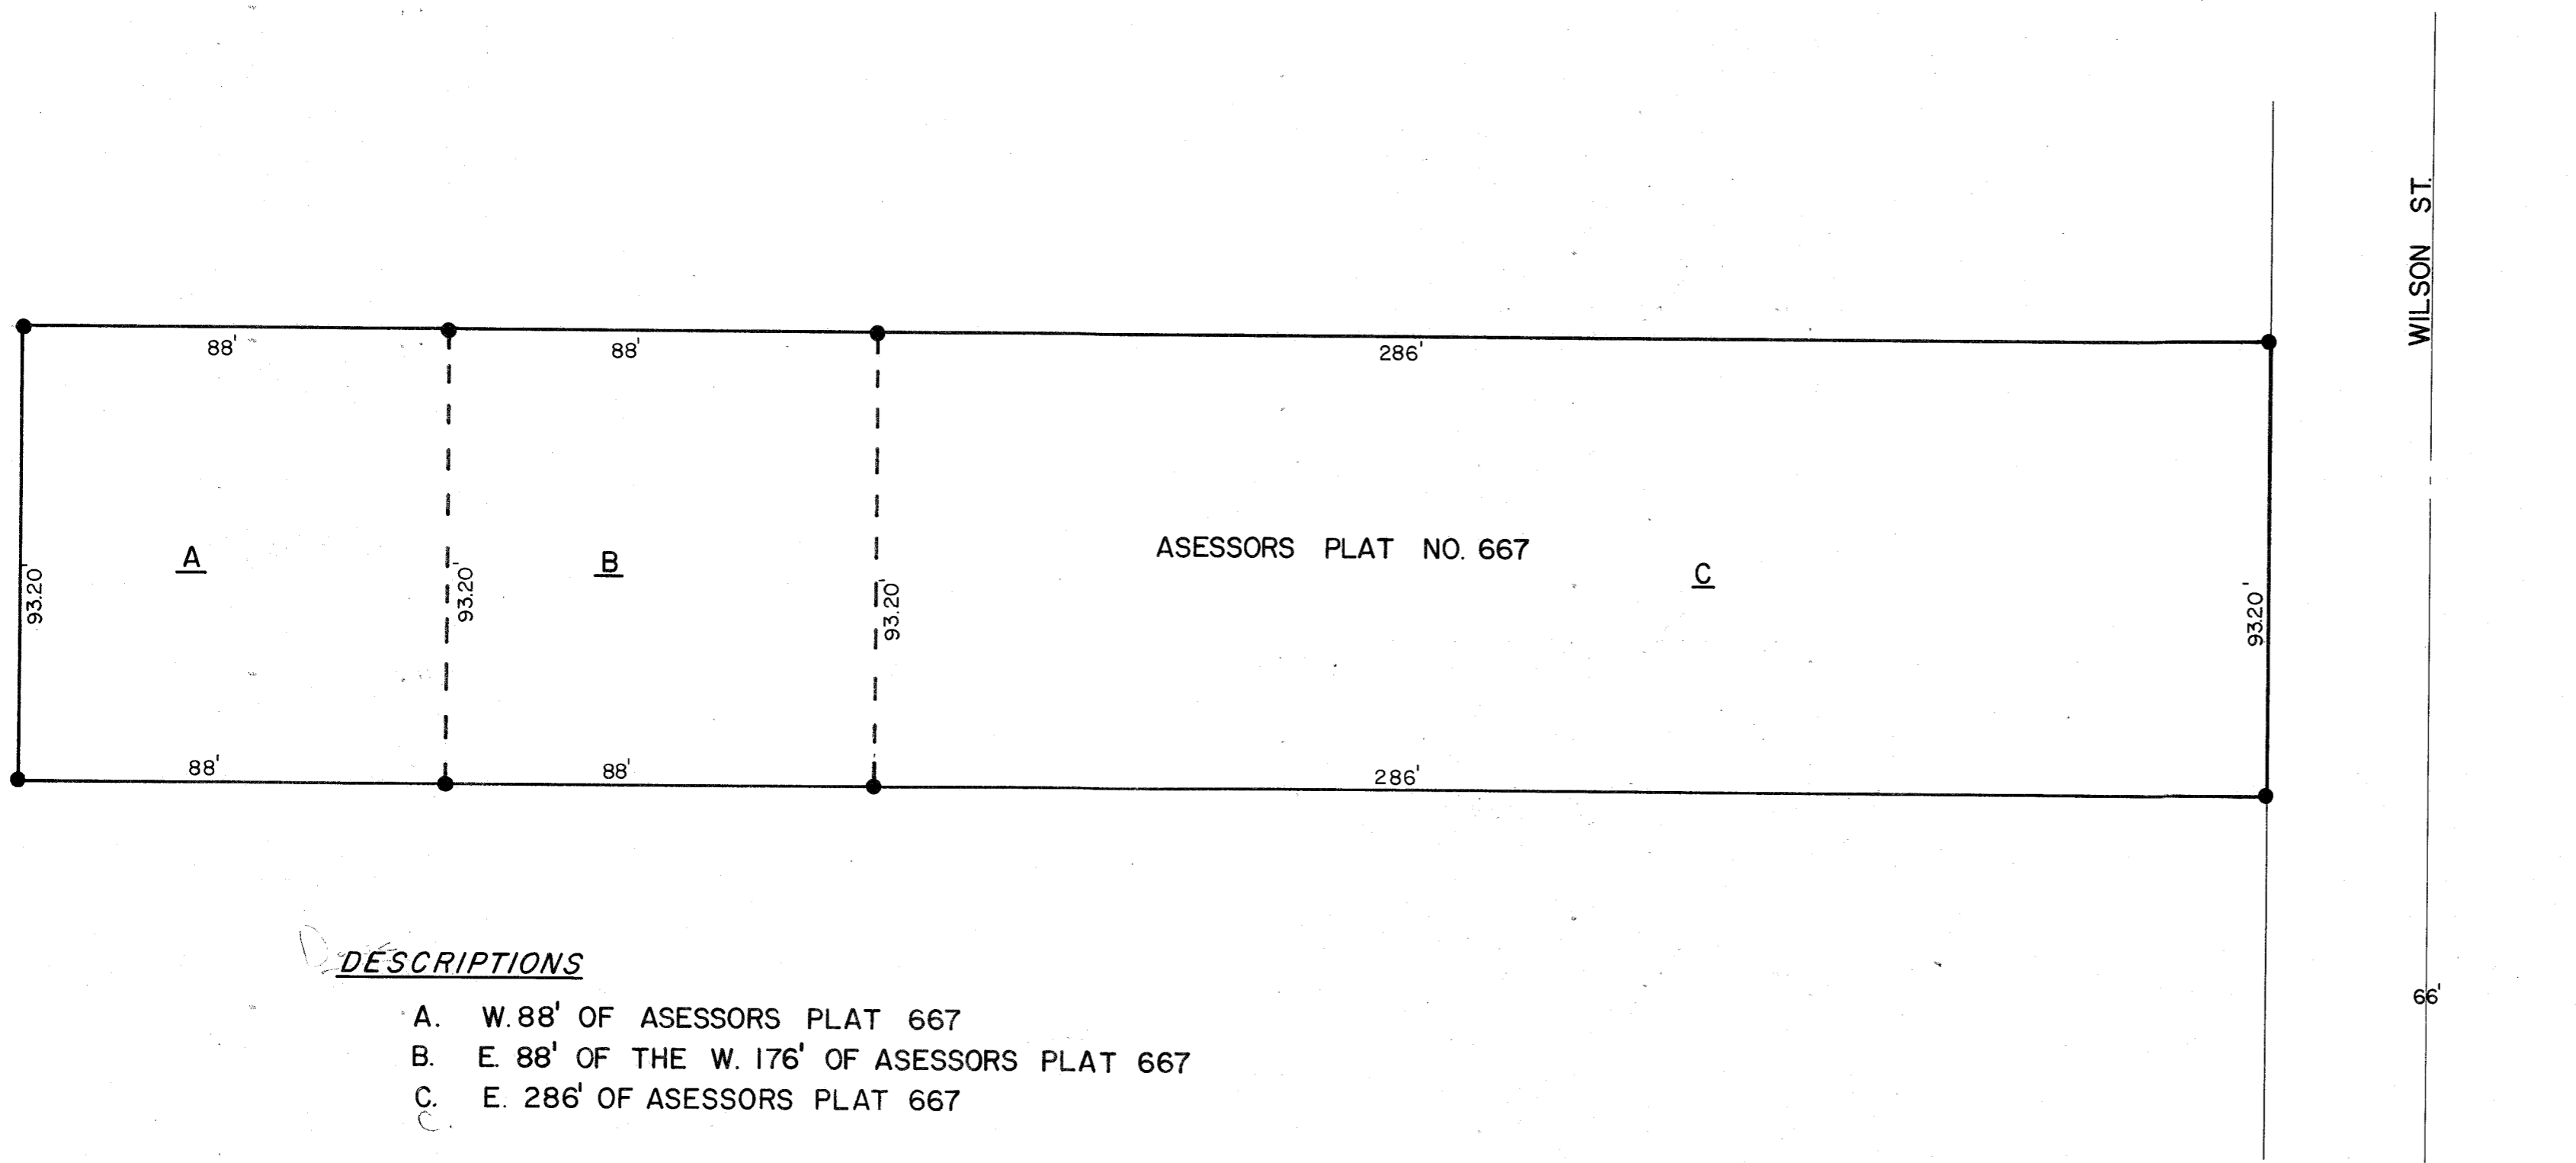 WILSON ST.
88'
88'
286'
A
B
ASESSORS PLAT NO. 667
C
93.20'
93.20'
93.20'
93.20'
88'
88'
286'
DESCRIPTIONS
A. W. 88' OF ASESSORS PLAT 667
B. E. 88' OF THE W. 176' OF ASESSORS PLAT 667
C. E. 286' OF ASESSORS PLAT 667
C.
66'